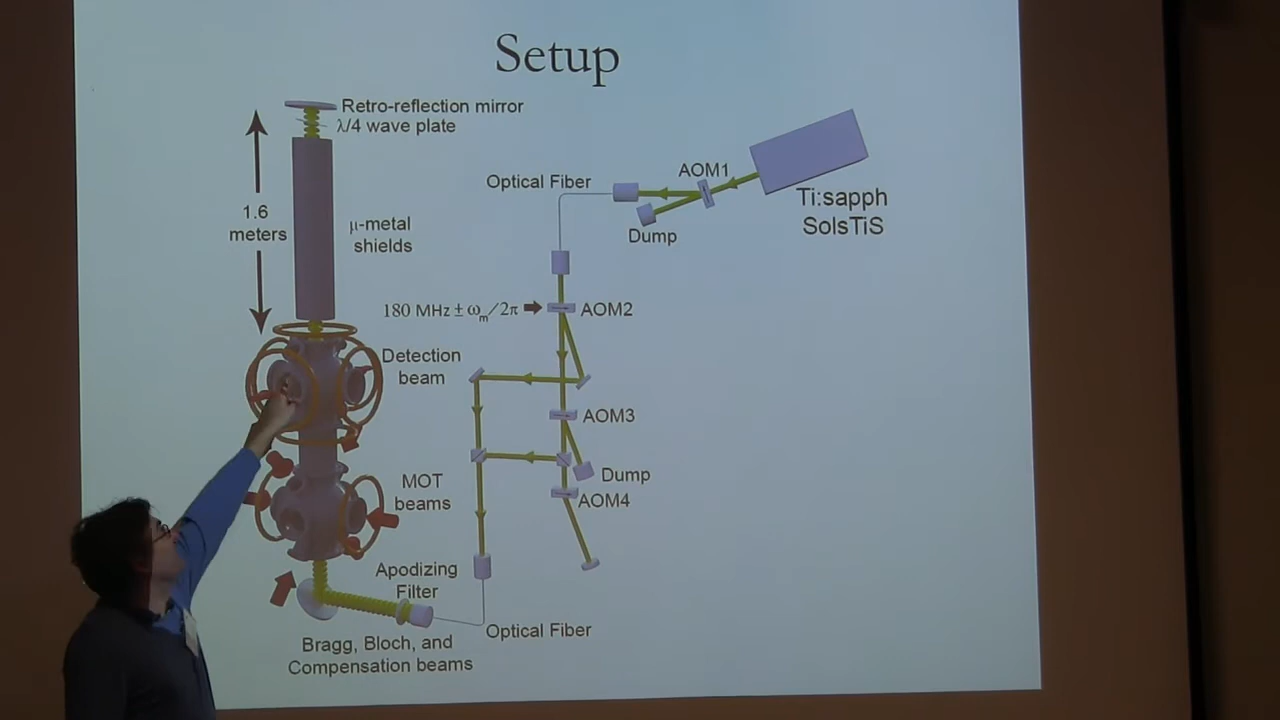 Setup
Retro-reflection mirror
λ/4 wave plate
1.6
meters
μ-metal
shields
Optical Fiber
AOM1
Dump
Ti:sapph
SolsTiS
180 MHz ± ωm/2π
AOM2
Detection
beam
AOM3
MOT
beams
Dump
AOM4
Apodizing
Filter
Optical Fiber
Bragg, Bloch, and
Compensation beams